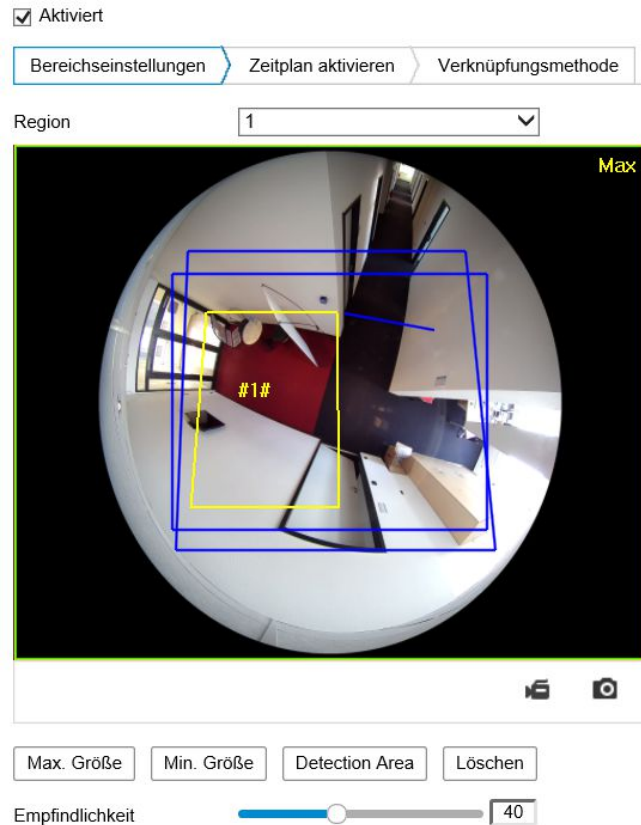 Aktiviert
Bereichseinstellungen Zeitplan aktivieren Verknüpfungsmethode
Region 1
Max
#1#
Max. Größe Min. Größe Detection Area Löschen
Empfindlichkeit 40